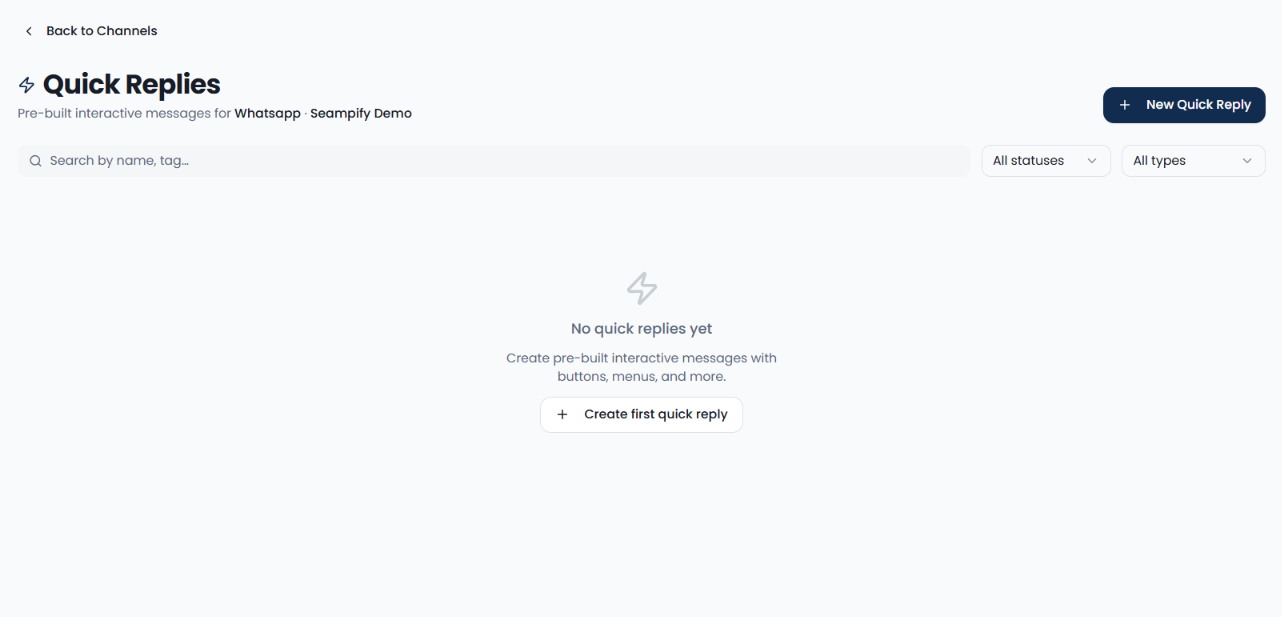 Back to Channels
Quick Replies
Pre-built interactive messages for Whatsapp · Seampify Demo
New Quick Reply
Search by name, tag...
All statuses
All types
No quick replies yet
Create pre-built interactive messages with
buttons, menus, and more.
Create first quick reply